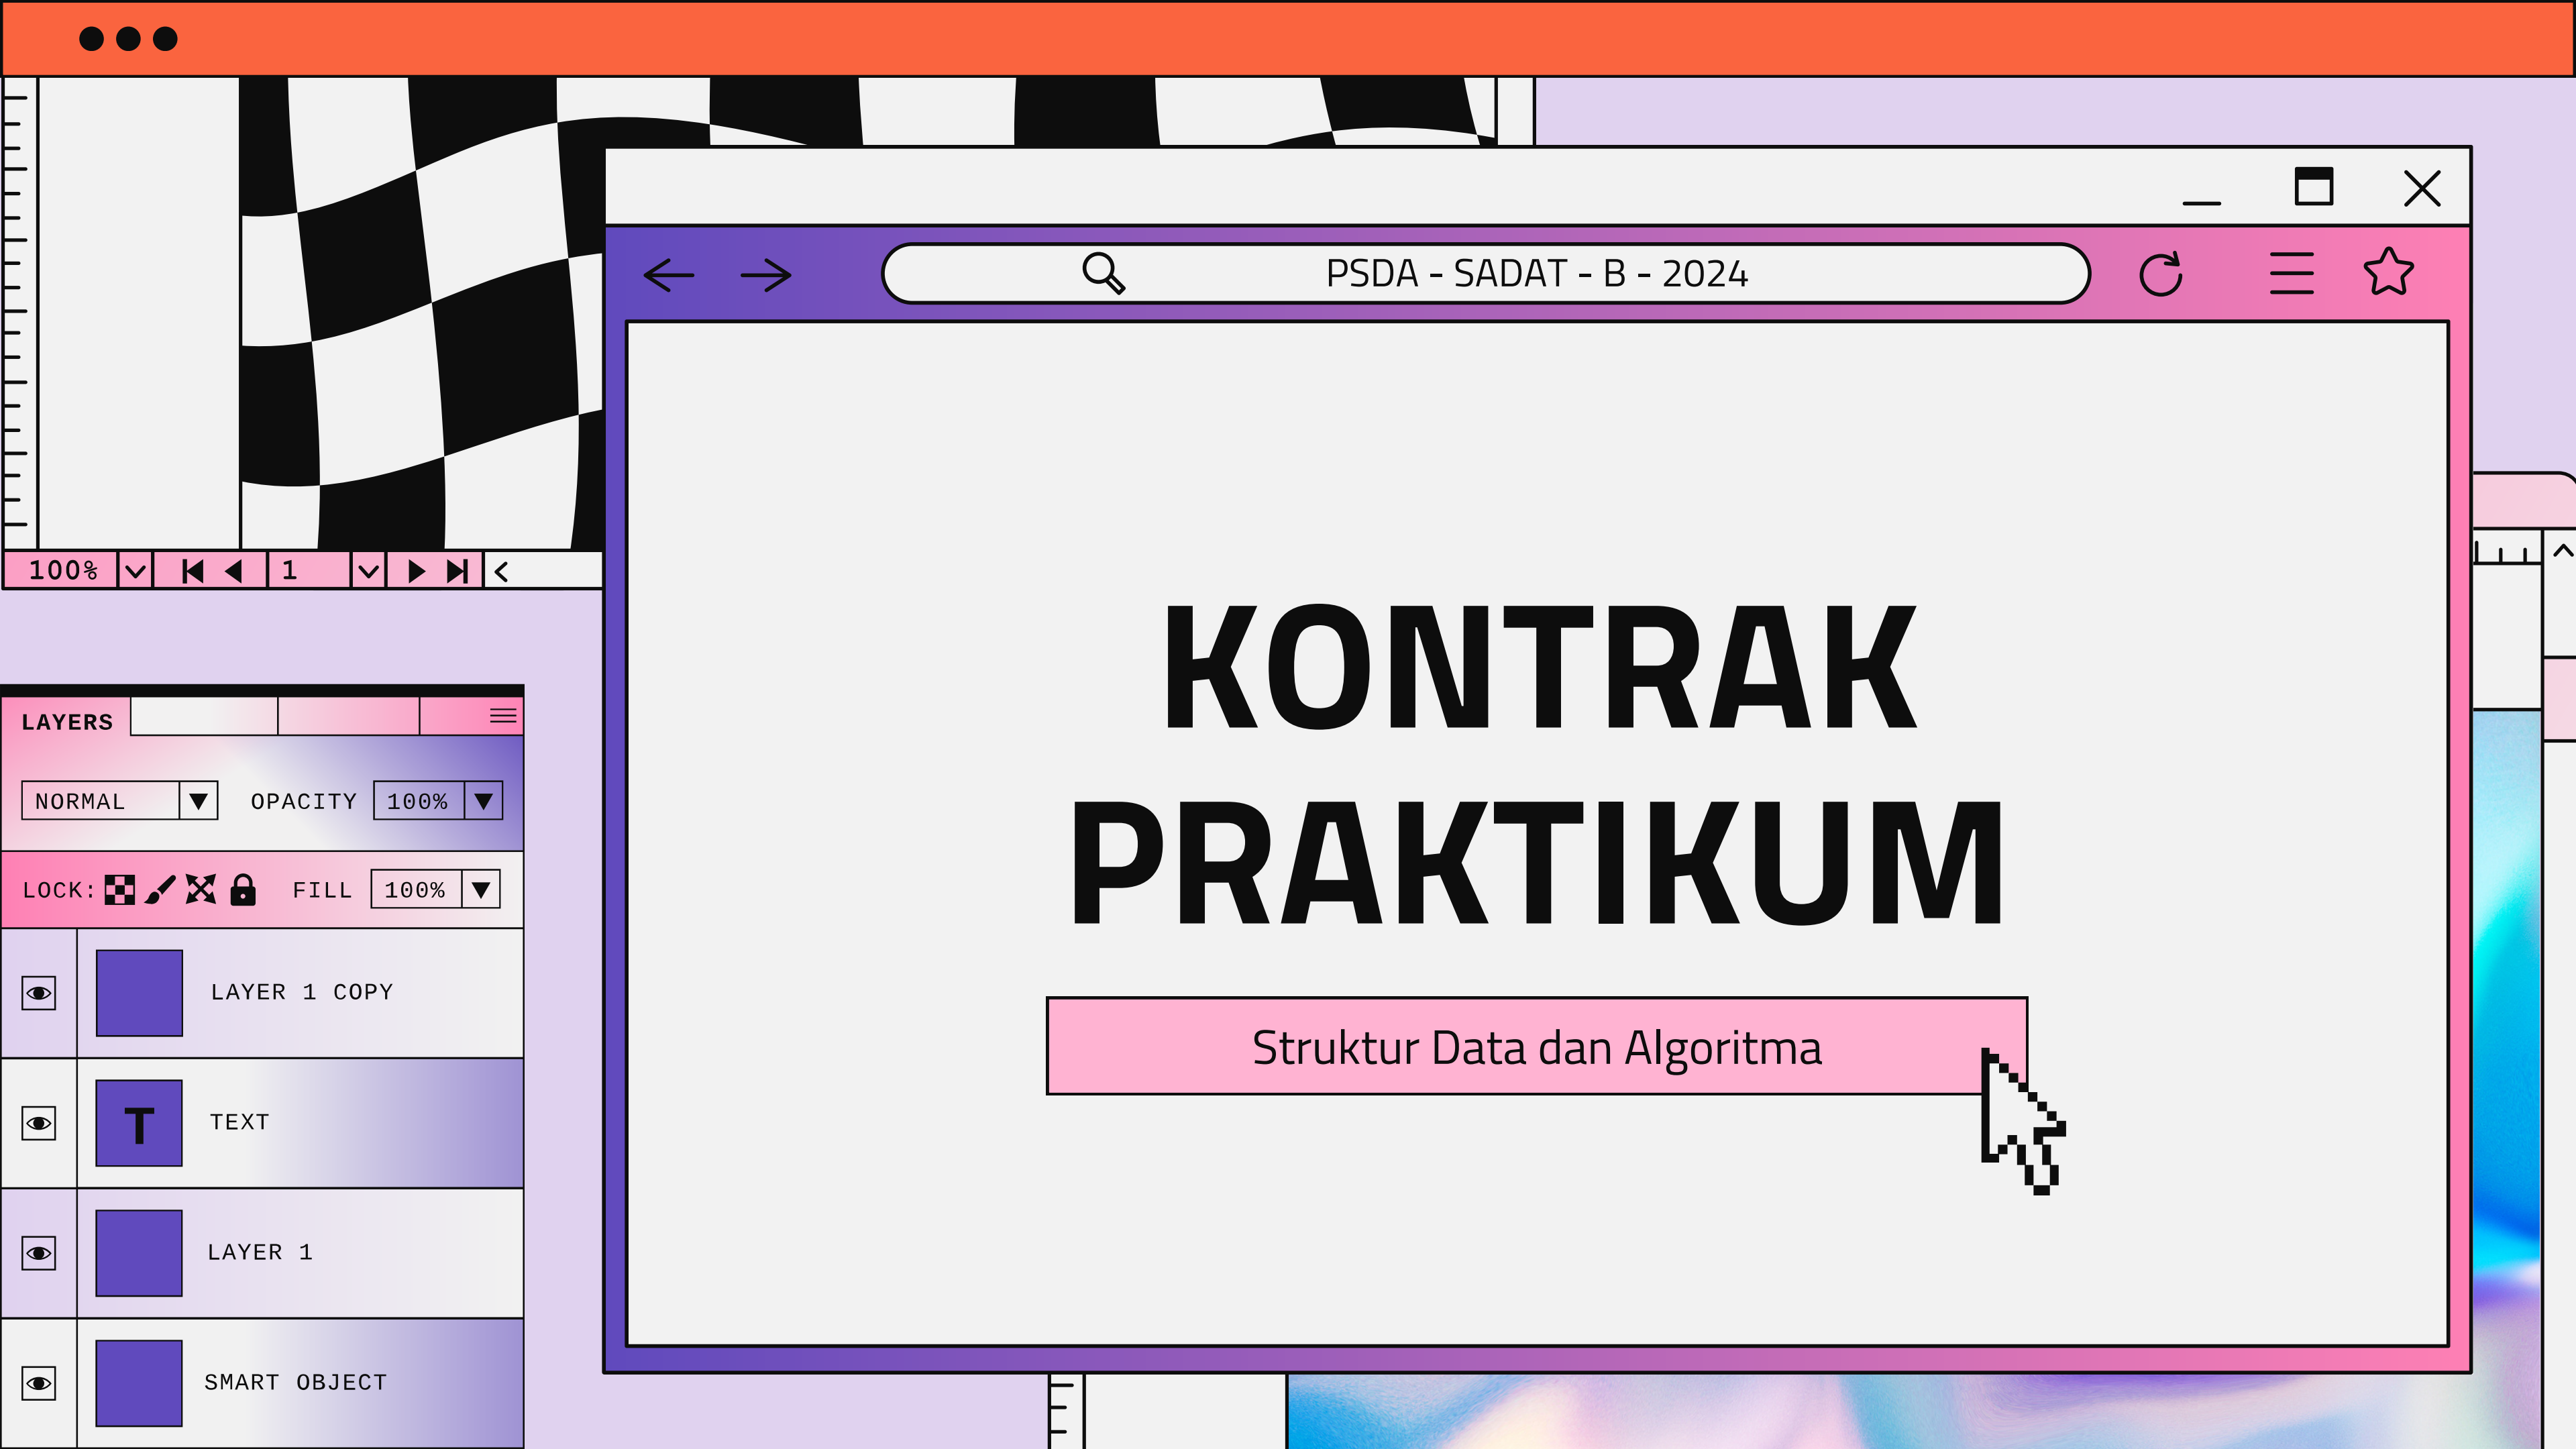 PSDA - SADAT - B - 2024
KONTRAK
PRAKTIKUM
Struktur Data dan Algoritma
100%
1
LAYERS
NORMAL
OPACITY
100%
LOCK:
FILL
100%
LAYER 1 COPY
T
TEXT
LAYER 1
SMART OBJECT